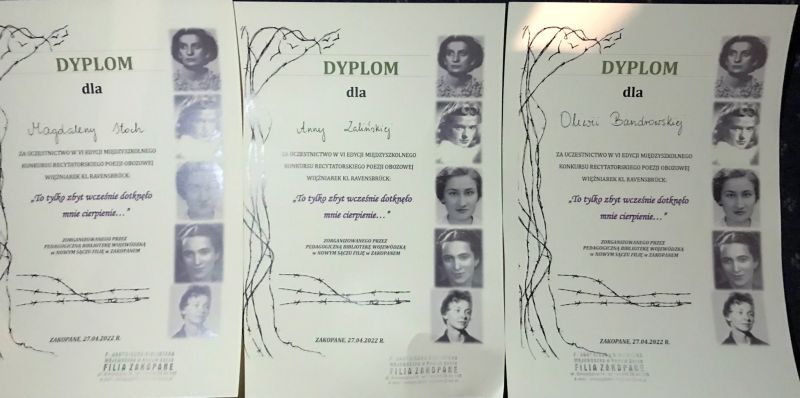 DYPLOM
dla
Magdaleny Stoch
ZA UCZESTNICTWO W VI EDYCJI MIĘDZYSZKOLNEGO
KONKURSU RECYTATORSKIEGO POEZJI OBOZOWEJ
WIĘŹNIAREK KL RAVENSBRÜCK:
„To tylko zbyt wcześnie dotknęło
mnie cierpienie…”
ZORGANIZOWANEGO PRZEZ
PEDAGOGICZNĄ BIBLIOTEKĘ WOJEWÓDZKĄ
w NOWYM SĄCZU FILIĘ w ZAKOPANEM
ZAKOPANE, 27.04.2022 r.
FILIA ZAKOPANE
DYPLOM
dla
Anny Zalińskiej
ZA UCZESTNICTWO W VI EDYCJI MIĘDZYSZKOLNEGO
KONKURSU RECYTATORSKIEGO POEZJI OBOZOWEJ
WIĘŹNIAREK KL RAVENSBRÜCK:
„To tylko zbyt wcześnie dotknęło
mnie cierpienie…”
ZORGANIZOWANEGO PRZEZ
PEDAGOGICZNĄ BIBLIOTEKĘ WOJEWÓDZKĄ
w NOWYM SĄCZU FILIĘ w ZAKOPANEM
ZAKOPANE, 27.04.2022 r.
FILIA ZAKOPANE
DYPLOM
dla
Oliwii Bandrowskiej
ZA UCZESTNICTWO W VI EDYCJI MIĘDZYSZKOLNEGO
KONKURSU RECYTATORSKIEGO POEZJI OBOZOWEJ
WIĘŹNIAREK KL RAVENSBRÜCK:
„To tylko zbyt wcześnie dotknęło
mnie cierpienie…”
ZORGANIZOWANEGO PRZEZ
PEDAGOGICZNĄ BIBLIOTEKĘ WOJEWÓDZKĄ
w NOWYM SĄCZU FILIĘ w ZAKOPANEM
ZAKOPANE, 27.04.2022 r.
FILIA ZAKOPANE